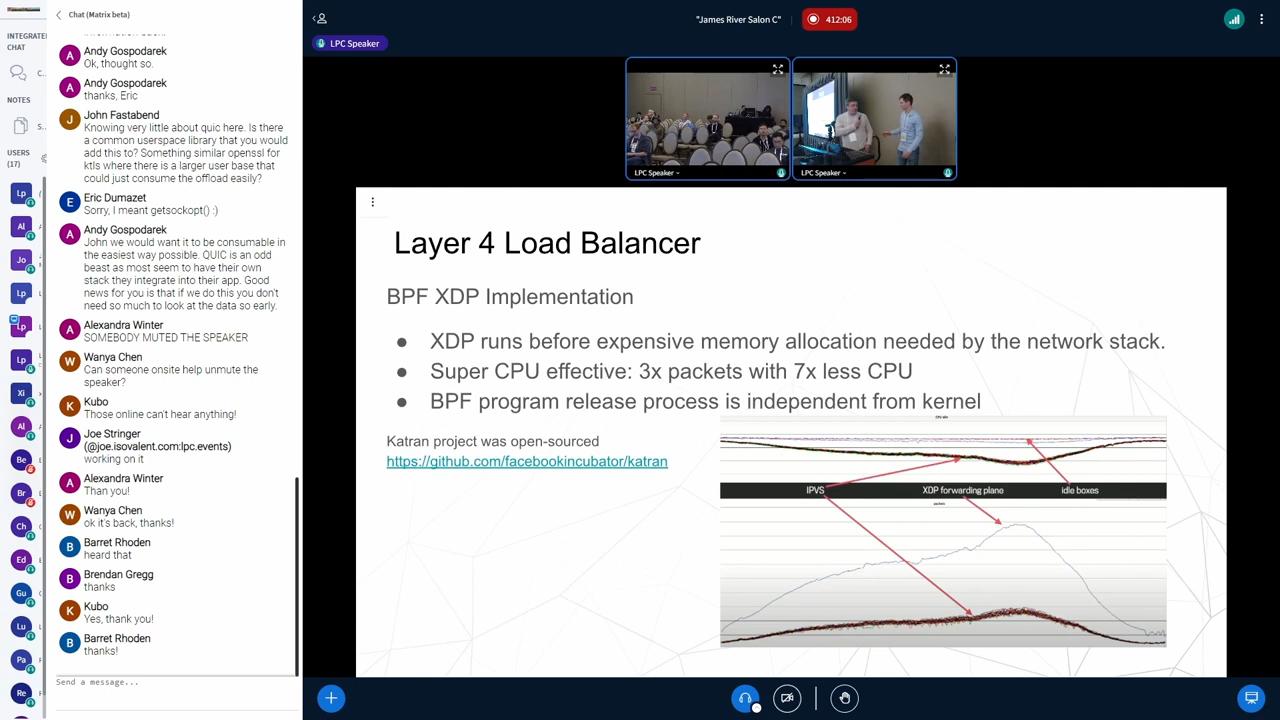 INTEGRATE
CHAT
NOTES
USERS
(17)
Chat (Matrix beta)
Andy Gospodarek
Ok, thought so.
Andy Gospodarek
thanks, Eric
John Fastabend
Knowing very little about quic here. Is there
a common userspace library that you would
add this to? Something similar openssl for
ktls where there is a larger user base that
could just consume the offload easily?
Eric Dumazet
Sorry, I meant getsockopt() :)
Andy Gospodarek
John we would want it to be consumable in
the easiest way possible. QUIC is an odd
beast as most seem to have their own
stack they integrate into their app. Good
news for you is that if we do this you don't
need so much to look at the data so early.
Alexandra Winter
SOMEBODY MUTED THE SPEAKER
Wanya Chen
Can someone onsite help unmute the
speaker?
Kubo
Those online can't hear anything!
Joe Stringer
(@joe.isovalent.com:lpc.events)
working on it
Alexandra Winter
Than you!
Wanya Chen
ok it's back, thanks!
Barret Rhoden
heard that
Brendan Gregg
thanks
Kubo
Yes, thank you!
Barret Rhoden
thanks!
Send a message...
"James River Salon C"
412:06
LPC Speaker
LPC Speaker
LPC Speaker
Layer 4 Load Balancer
BPF XDP Implementation
● XDP runs before expensive memory allocation needed by the network stack.
● Super CPU effective: 3x packets with 7x less CPU
● BPF program release process is independent from kernel
Katran project was open-sourced
https://github.com/facebookincubator/katran
IPVS
XDP forwarding plane
idle boxes
packets